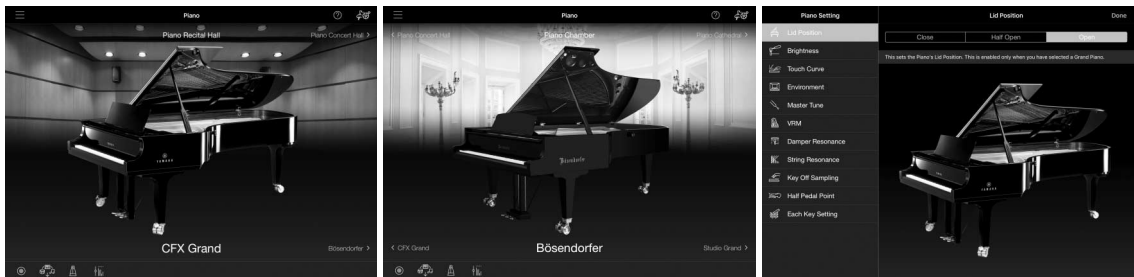 Piano
Piano Recital Hall
Piano Concert Hall >
YAMAHA
CFX Grand
Bösendorfer >
Piano
< Piano Concert Hall
Piano Chamber
Piano Cathedral >
Bösendorfer
< CFX Grand
Bösendorfer
Studio Grand >
Piano Setting
Lid Position
Brightness
Touch Curve
Environment
Master Tune
VRM
Damper Resonance
String Resonance
Key Off Sampling
Half Pedal Point
Each Key Setting
Lid Position
Done
Close
Half Open
Open
This sets the Piano's Lid Position. This is enabled only when you have selected a Grand Piano.
YAMAHA